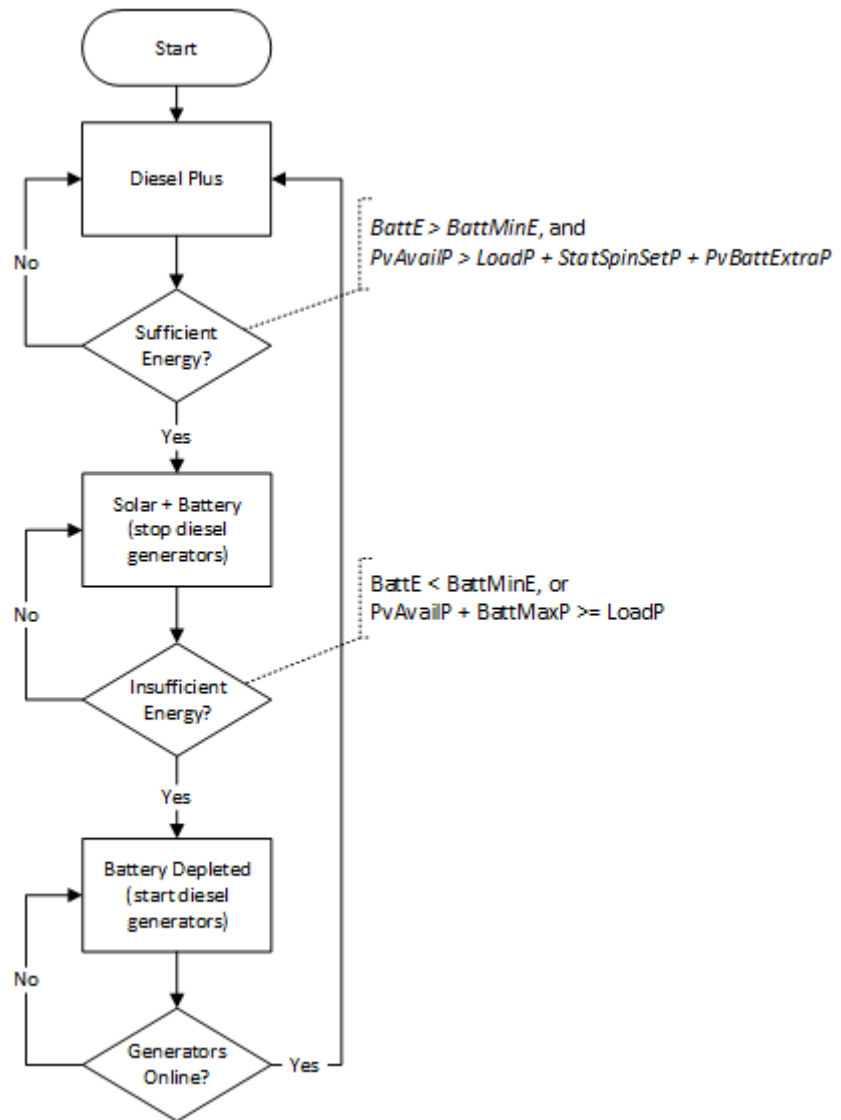 Start
Diesel Plus
BattE > BattMinE, and
PvAvailP > LoadP + StatSpinSetP + PvBattExtraP
No
Sufficient
Energy?
Yes
Solar + Battery
(stop diesel
generators)
BattE < BattMinE, or
PvAvailP + BattMaxP >= LoadP
No
Insufficient
Energy?
Yes
Battery Depleted
(start diesel
generators)
No
Generators
Online?
Yes